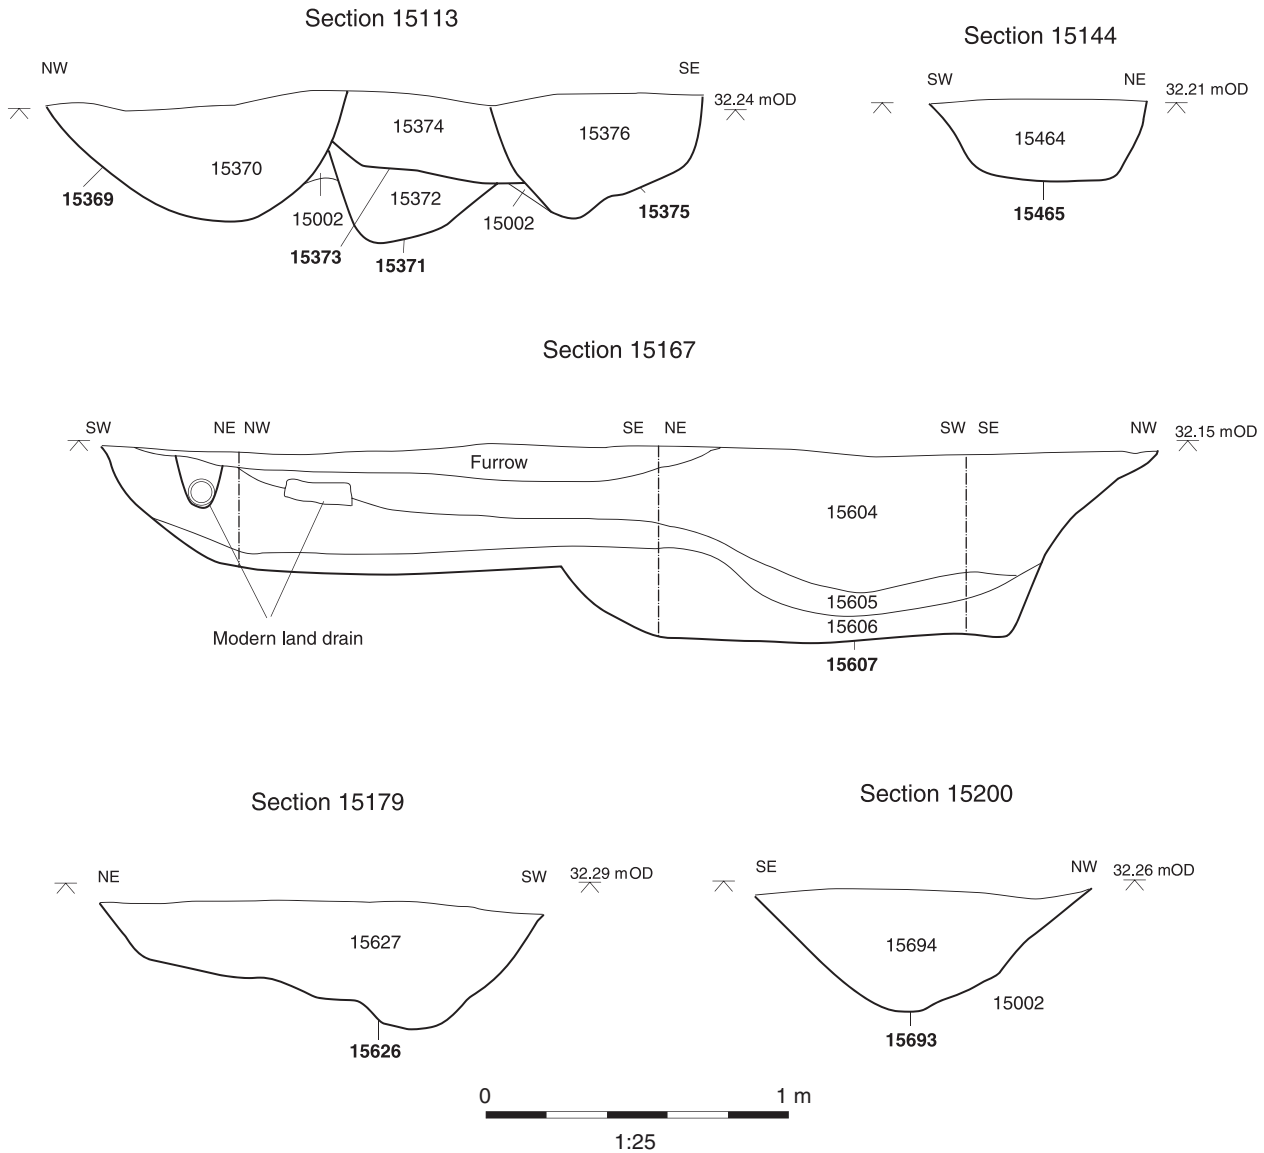 Section 15113
Section 15144
NW
SE
32.24 mOD
SW
NE
32.21 mOD
15374
15376
15370
15464
15369
15372
15002
15002
15375
15465
15373
15371
Section 15167
SW
NE
NW
SE
NE
SW
SE
NW
32.15 mOD
Furrow
15604
15605
15606
Modern land drain
15607
Section 15179
Section 15200
NE
SW
32.29 mOD
SE
NW
32.26 mOD
15627
15694
15002
15626
15693
0
1 m
1:25